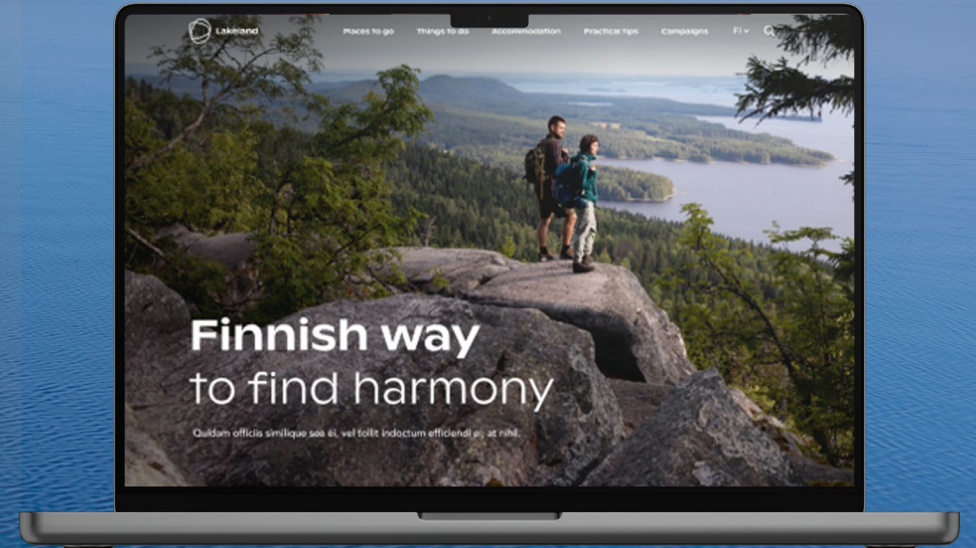 Lakeland
Places to go Things to do Accommodation Practical tips Campaigns FI
Finnish way
to find harmony
Quidam officiis similique sea ei, vel tollit indoctum efficiendi ei, at nihil.